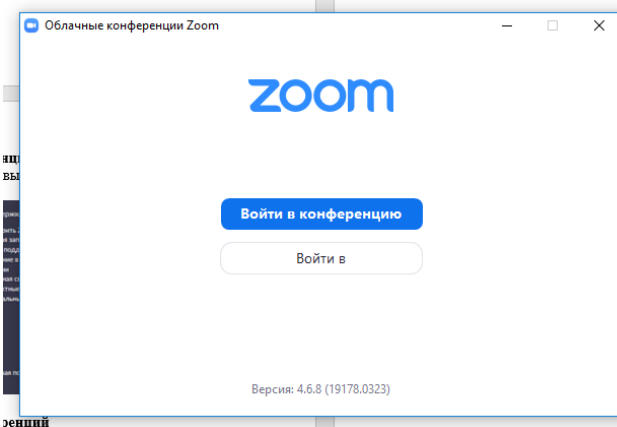 Облачные конференции Zoom
zoom
Войти в конференцию
Войти в
Версия: 4.6.8 (19178.0323)